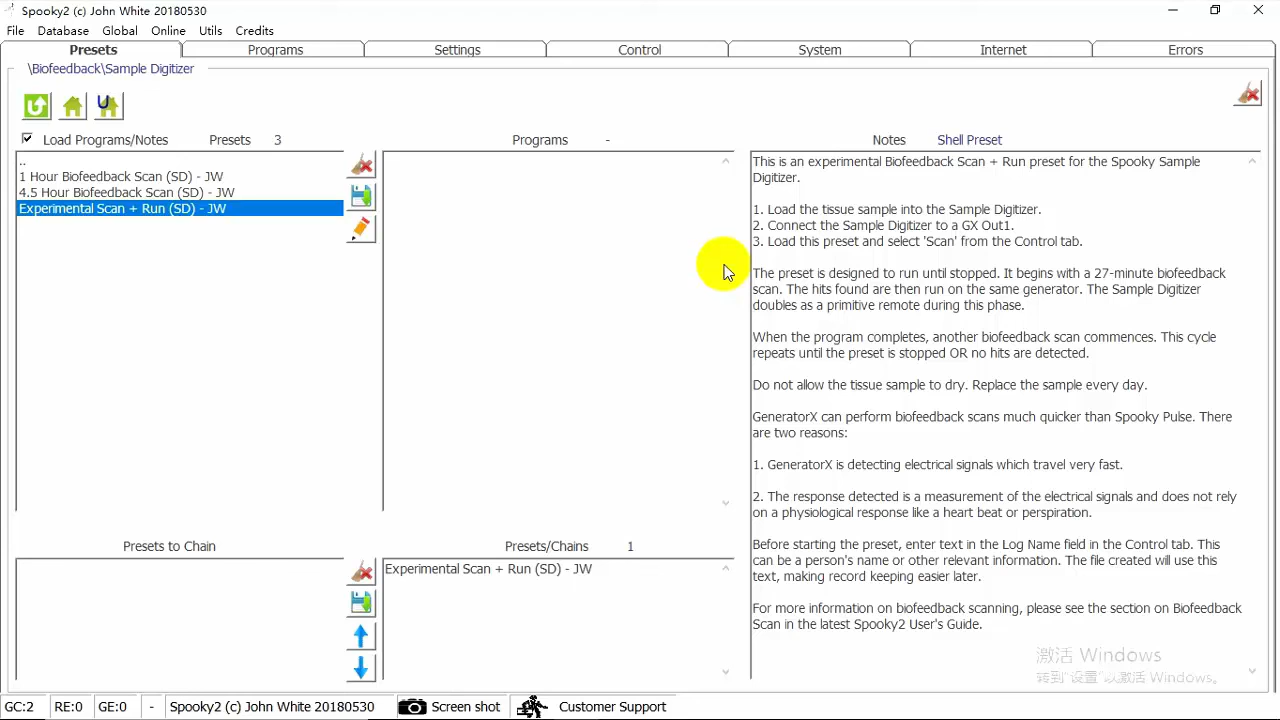 Spooky2 (c) John White 20180530
File Database Global Online Utils Credits
Presets Programs Settings Control System Internet Errors
\Biofeedback\Sample Digitizer
Load Programs/Notes Presets 3 Programs - Notes Shell Preset
..
1 Hour Biofeedback Scan (SD) - JW
4.5 Hour Biofeedback Scan (SD) - JW
Experimental Scan + Run (SD) - JW
This is an experimental Biofeedback Scan + Run preset for the Spooky Sample
Digitizer.
1. Load the tissue sample into the Sample Digitizer.
2. Connect the Sample Digitizer to a GX Out1.
3. Load this preset and select 'Scan' from the Control tab.
The preset is designed to run until stopped. It begins with a 27-minute biofeedback
scan. The hits found are then run on the same generator. The Sample Digitizer
doubles as a primitive remote during this phase.
When the program completes, another biofeedback scan commences. This cycle
repeats until the preset is stopped OR no hits are detected.
Do not allow the tissue sample to dry. Replace the sample every day.
GeneratorX can perform biofeedback scans much quicker than Spooky Pulse. There
are two reasons:
1. GeneratorX is detecting electrical signals which travel very fast.
2. The response detected is a measurement of the electrical signals and does not rely
on a physiological response like a heart beat or perspiration.
Before starting the preset, enter text in the Log Name field in the Control tab. This
can be a person's name or other relevant information. The file created will use this
text, making record keeping easier later.
For more information on biofeedback scanning, please see the section on Biofeedback
Scan in the latest Spooky2 User's Guide.
Presets to Chain Presets/Chains 1
Experimental Scan + Run (SD) - JW
激活 Windows
转到"设置"以激活 Windows。
GC:2 RE:0 GE:0 - Spooky2 (c) John White 20180530 Screen shot Customer Support